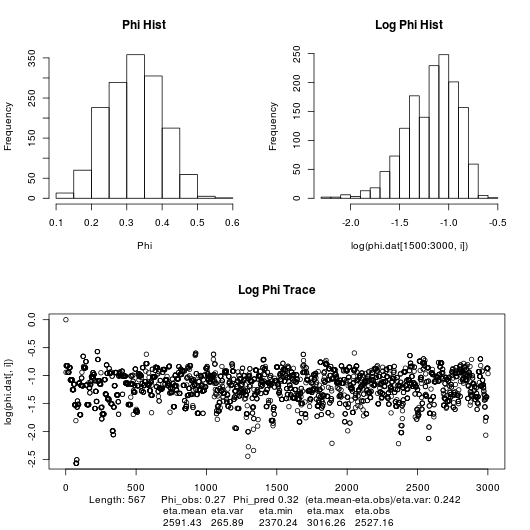 Phi Hist
Log Phi Hist
Frequency
0 50 150 250 350
0.1 0.2 0.3 0.4 0.5 0.6
Phi
Frequency
0 50 100 150 200 250
-2.0 -1.5 -1.0 -0.5
log(phi.dat[1500:3000, i])
Log Phi Trace
log(phi.dat[, i])
0.0 -0.5 -1.0 -1.5 -2.0 -2.5
0 500 1000 1500 2000 2500 3000
Length: 567 Phi_obs: 0.27 Phi_pred 0.32 (eta.mean-eta.obs)/eta.var: 0.242
eta.mean eta.var eta.min eta.max eta.obs
2591.43 265.89 2370.24 3016.26 2527.16